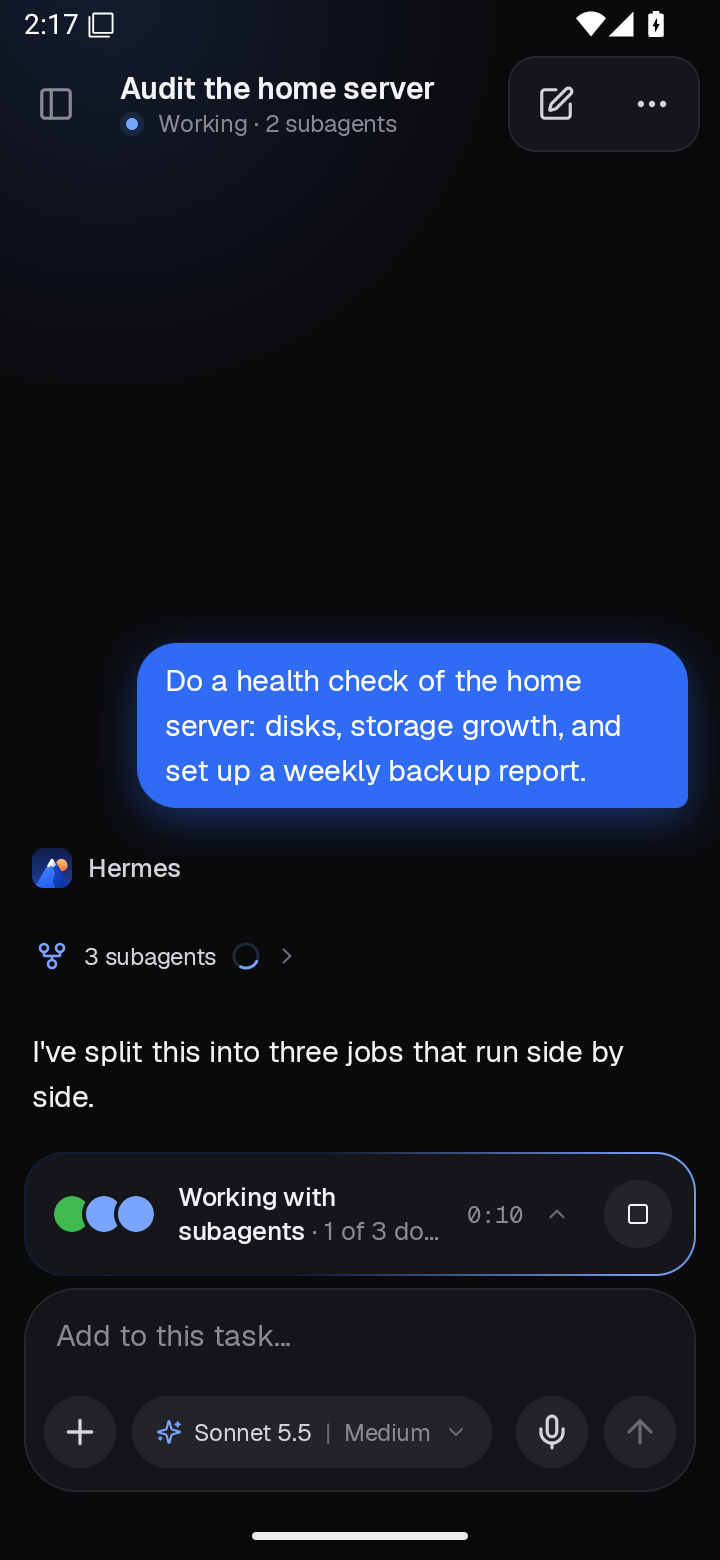 2:17
Audit the home server
Working · 2 subagents
Do a health check of the home
server: disks, storage growth, and
set up a weekly backup report.
Hermes
3 subagents
I've split this into three jobs that run side by
side.
Working with
subagents · 1 of 3 do…
0:10
Add to this task…
Sonnet 5.5 | Medium